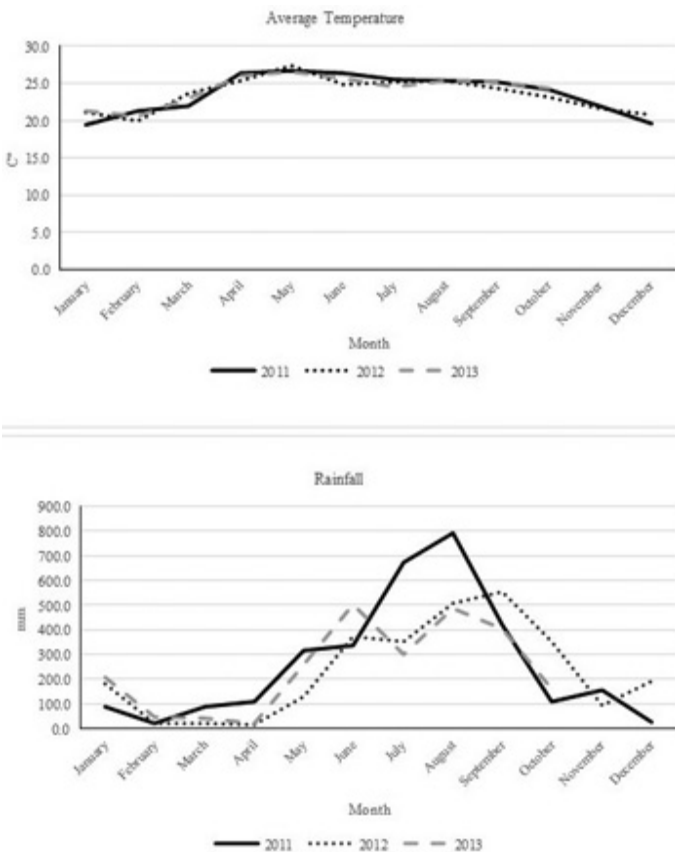 Average Temperature
30.0
25.0
20.0
15.0
10.0
5.0
0.0
C°
January February March April May June July August September October November December
Month
2011 2012 2013
Rainfall
900.0
800.0
700.0
600.0
500.0
400.0
300.0
200.0
100.0
0.0
mm
January February March April May June July August September October November December
Month
2011 2012 2013